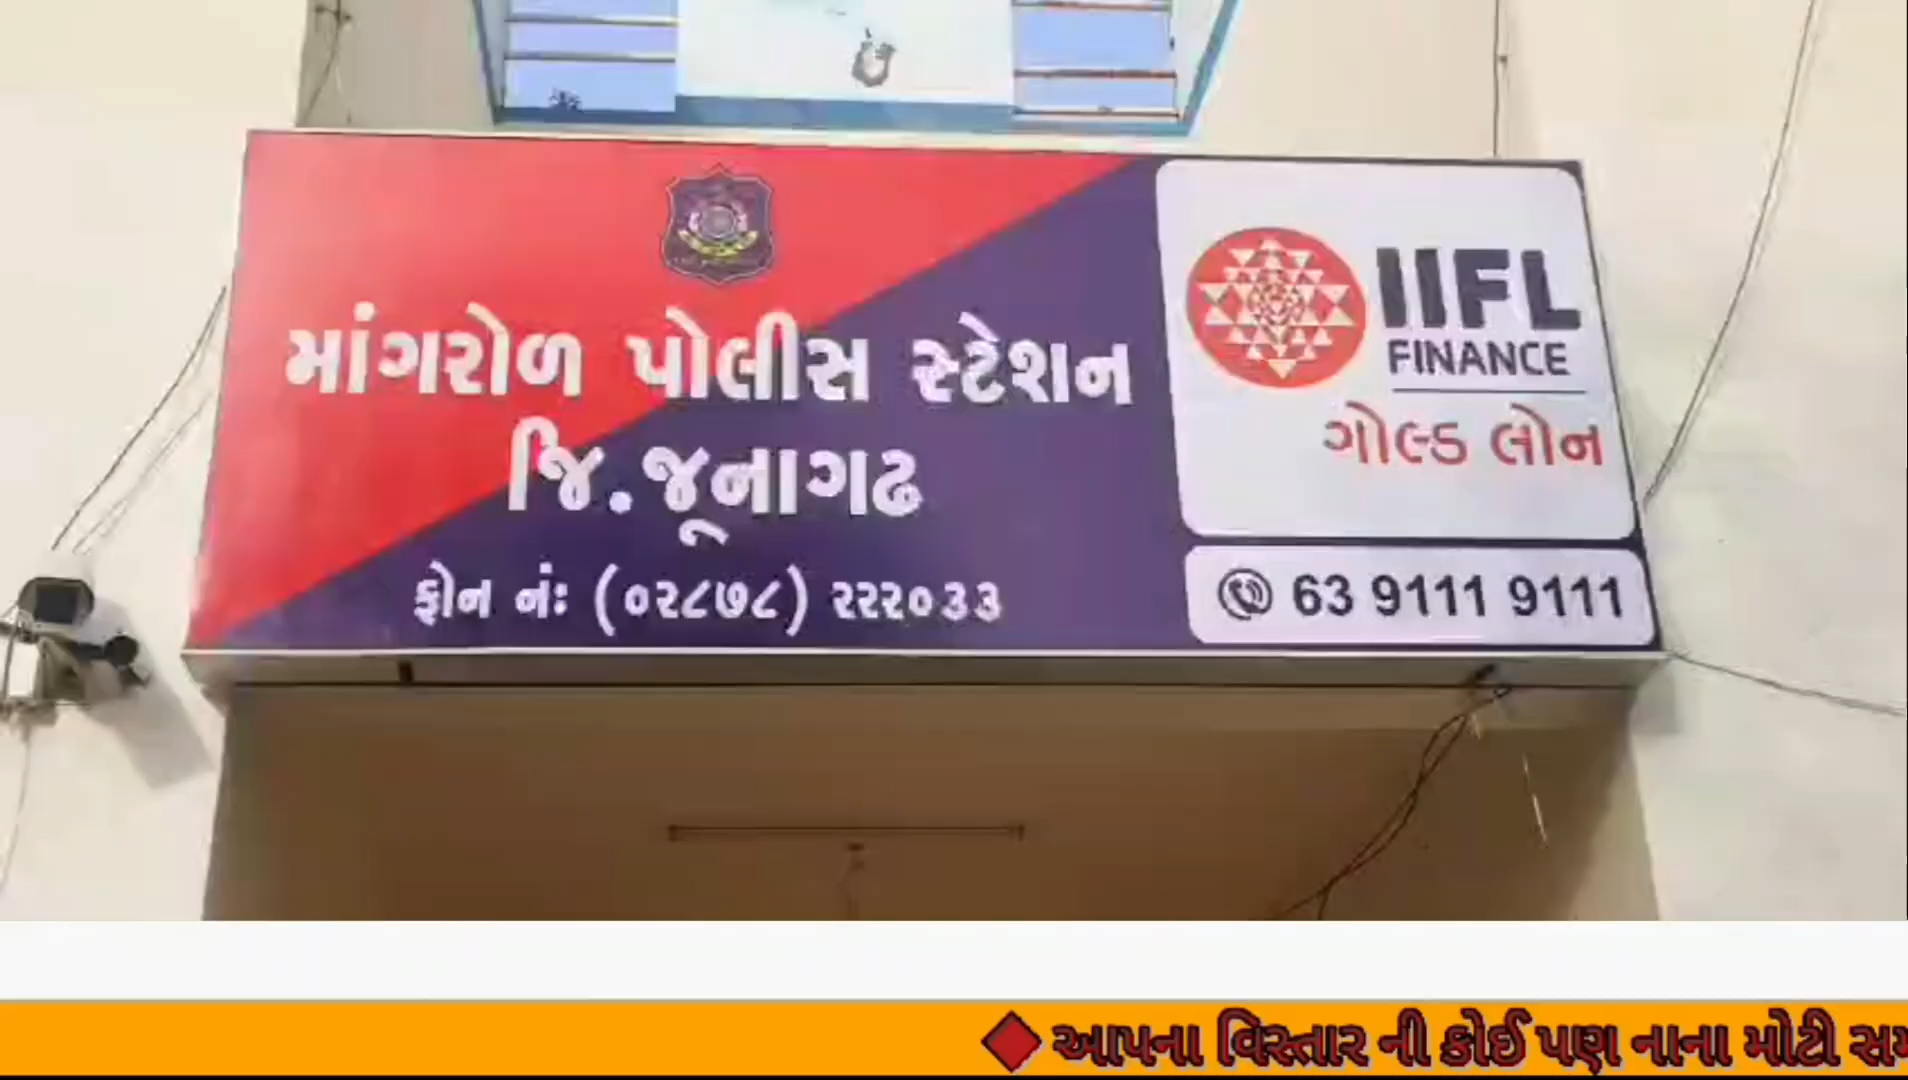 માંગરોળ પોલીસ સ્ટેશન
જિ.જૂનાગઢ
ફોન નં: (૦૨૮૭૮) ૨૨૨૦૩૩
IIFL
FINANCE
ગોલ્ડ લોન
63 9111 9111
આપના વિસ્તાર ની કોઈ પણ નાના મોટી